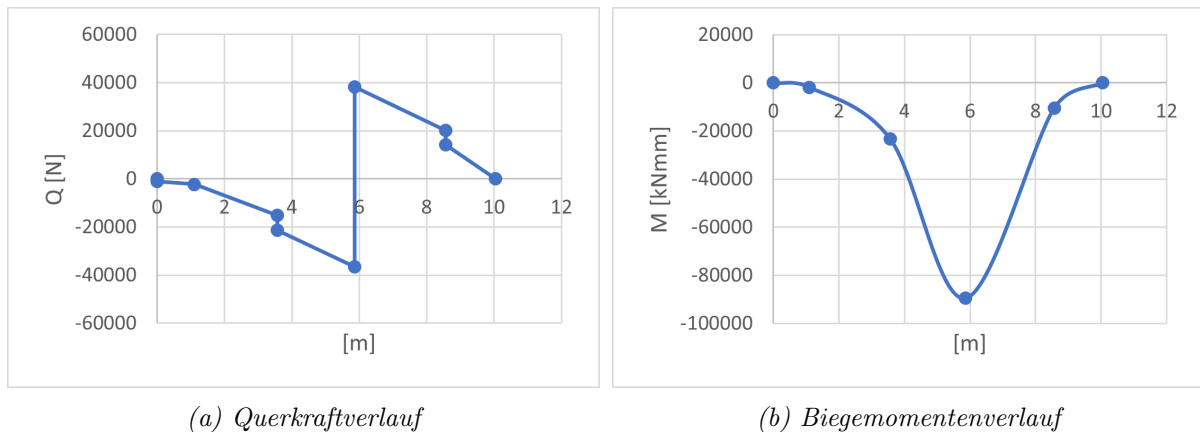 60000
40000
20000
0
-20000
-40000
-60000
Q [N]
0 2 4 6 8 10 12
[m]
20000
0
-20000
-40000
-60000
-80000
-100000
M [kNmm]
0 2 4 6 8 10 12
[m]
(a) Querkraftverlauf
(b) Biegemomentenverlauf